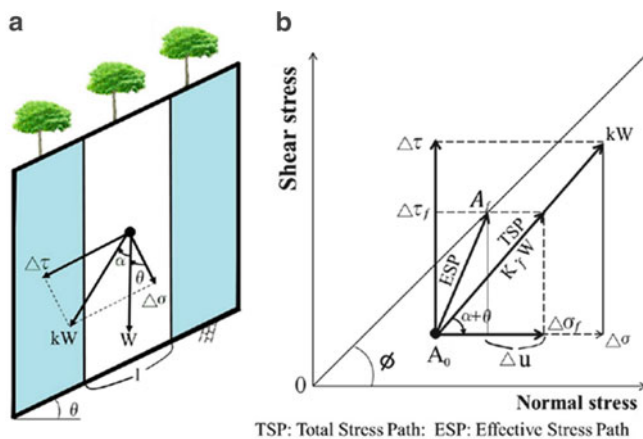 a
△τ
α
θ
△σ
kW
W
l
θ
b
Shear stress
△τ
kW
△τf
Af
TSP
KfW
ESP
α+θ
△σf
A₀
△u
△σ
O
ϕ
Normal stress
TSP: Total Stress Path: ESP: Effective Stress Path